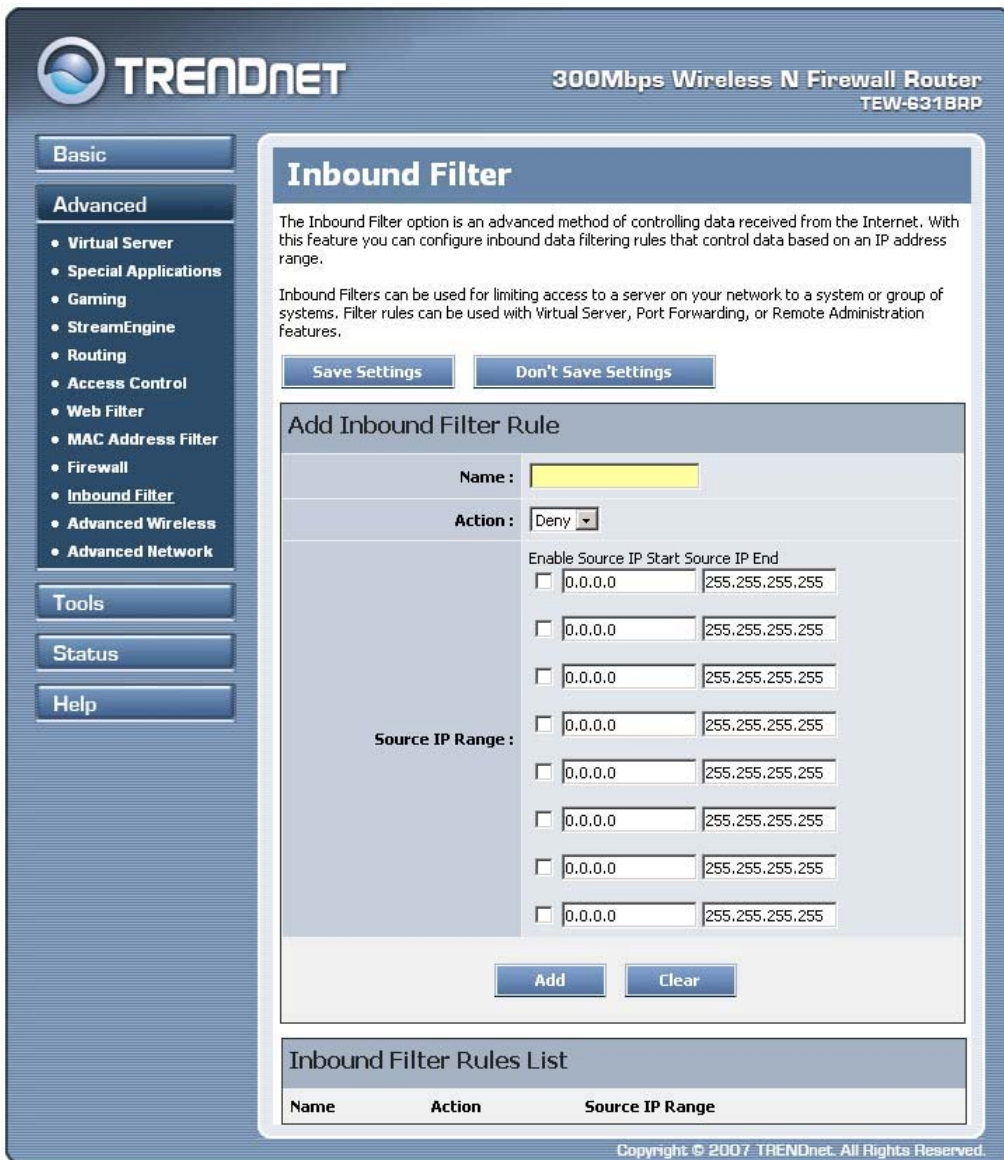 TRENDNET
300Mbps Wireless N Firewall Router
TEW-631BRP
Basic
Advanced
• Virtual Server
• Special Applications
• Gaming
• StreamEngine
• Routing
• Access Control
• Web Filter
• MAC Address Filter
• Firewall
• Inbound Filter
• Advanced Wireless
• Advanced Network
Tools
Status
Help
Inbound Filter
The Inbound Filter option is an advanced method of controlling data received from the Internet. With
this feature you can configure inbound data filtering rules that control data based on an IP address
range.
Inbound Filters can be used for limiting access to a server on your network to a system or group of
systems. Filter rules can be used with Virtual Server, Port Forwarding, or Remote Administration
features.
Save Settings Don't Save Settings
Add Inbound Filter Rule
Name :
Action : Deny
Source IP Range :
Enable Source IP Start Source IP End
0.0.0.0 255.255.255.255
0.0.0.0 255.255.255.255
0.0.0.0 255.255.255.255
0.0.0.0 255.255.255.255
0.0.0.0 255.255.255.255
0.0.0.0 255.255.255.255
0.0.0.0 255.255.255.255
0.0.0.0 255.255.255.255
Add Clear
Inbound Filter Rules List
Name Action Source IP Range
Copyright © 2007 TRENDnet. All Rights Reserved.